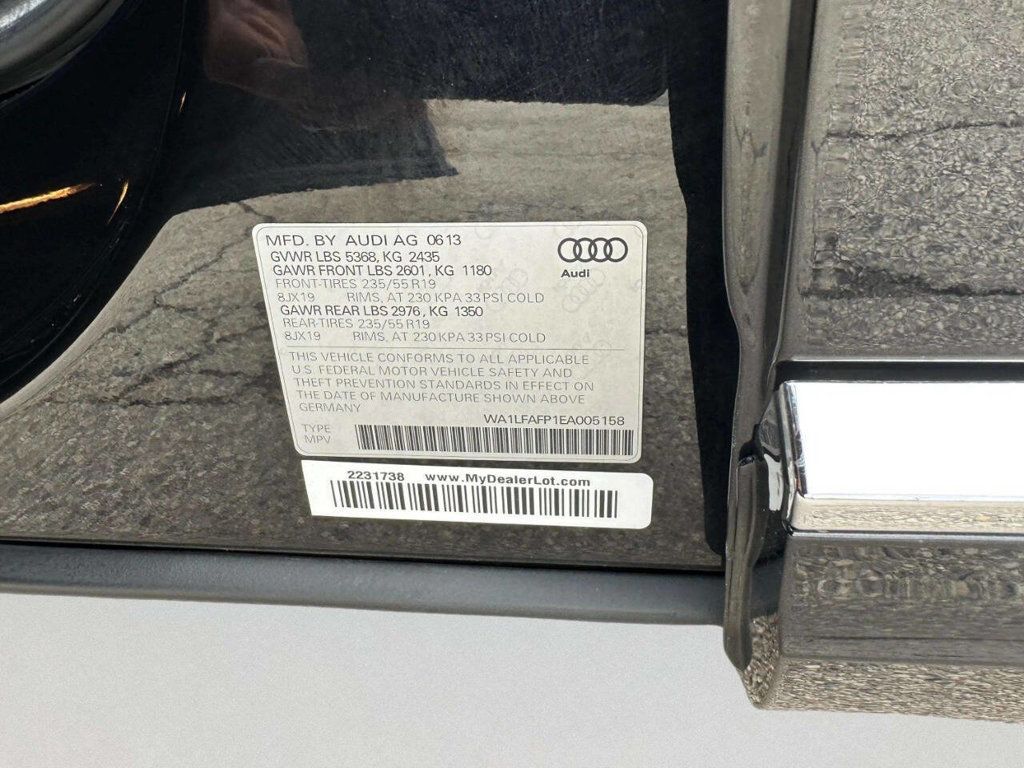 MFD. BY AUDI AG 0613
GVWR LBS 5368, KG 2435
GAWR FRONT LBS 2601, KG 1180
FRONT-TIRES 235/55 R19
8JX19 RIMS, AT 230 KPA 33 PSI COLD
GAWR REAR LBS 2976, KG 1350
REAR-TIRES 235/55 R19
8JX19 RIMS, AT 230 KPA 33 PSI COLD
Audi
THIS VEHICLE CONFORMS TO ALL APPLICABLE
U.S. FEDERAL MOTOR VEHICLE SAFETY AND
THEFT PREVENTION STANDARDS IN EFFECT ON
THE DATE OF MANUFACTURE SHOWN ABOVE
GERMANY
WA1LFAFP1EA005158
TYPE
MPV
2231738 www.MyDealerLot.com